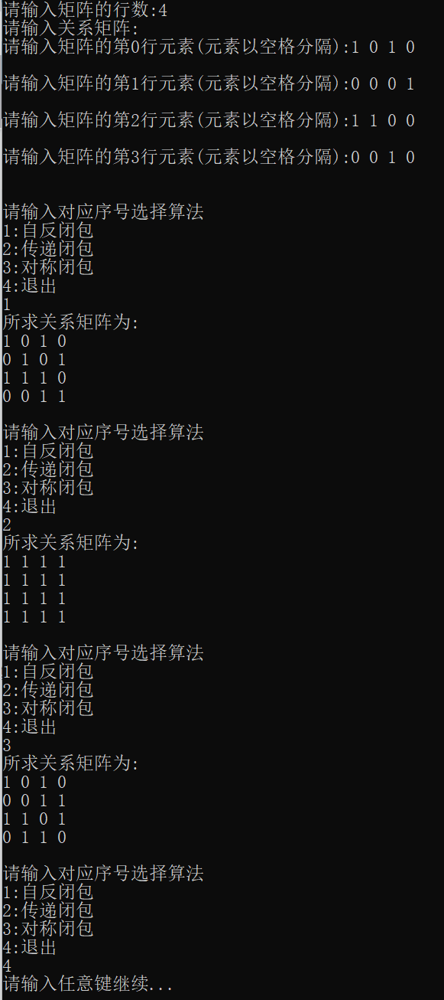 请输入矩阵的行数:4
请输入关系矩阵:
请输入矩阵的第0行元素(元素以空格分隔):1 0 1 0
请输入矩阵的第1行元素(元素以空格分隔):0 0 0 1
请输入矩阵的第2行元素(元素以空格分隔):1 1 0 0
请输入矩阵的第3行元素(元素以空格分隔):0 0 1 0
请输入对应序号选择算法
1:自反闭包
2:传递闭包
3:对称闭包
4:退出
1
所求关系矩阵为:
1 0 1 0
0 1 0 1
1 1 1 0
0 0 1 1
请输入对应序号选择算法
1:自反闭包
2:传递闭包
3:对称闭包
4:退出
2
所求关系矩阵为:
1 1 1 1
1 1 1 1
1 1 1 1
1 1 1 1
请输入对应序号选择算法
1:自反闭包
2:传递闭包
3:对称闭包
4:退出
3
所求关系矩阵为:
1 0 1 0
0 0 1 1
1 1 0 1
0 1 1 0
请输入对应序号选择算法
1:自反闭包
2:传递闭包
3:对称闭包
4:退出
4
请输入任意键继续...